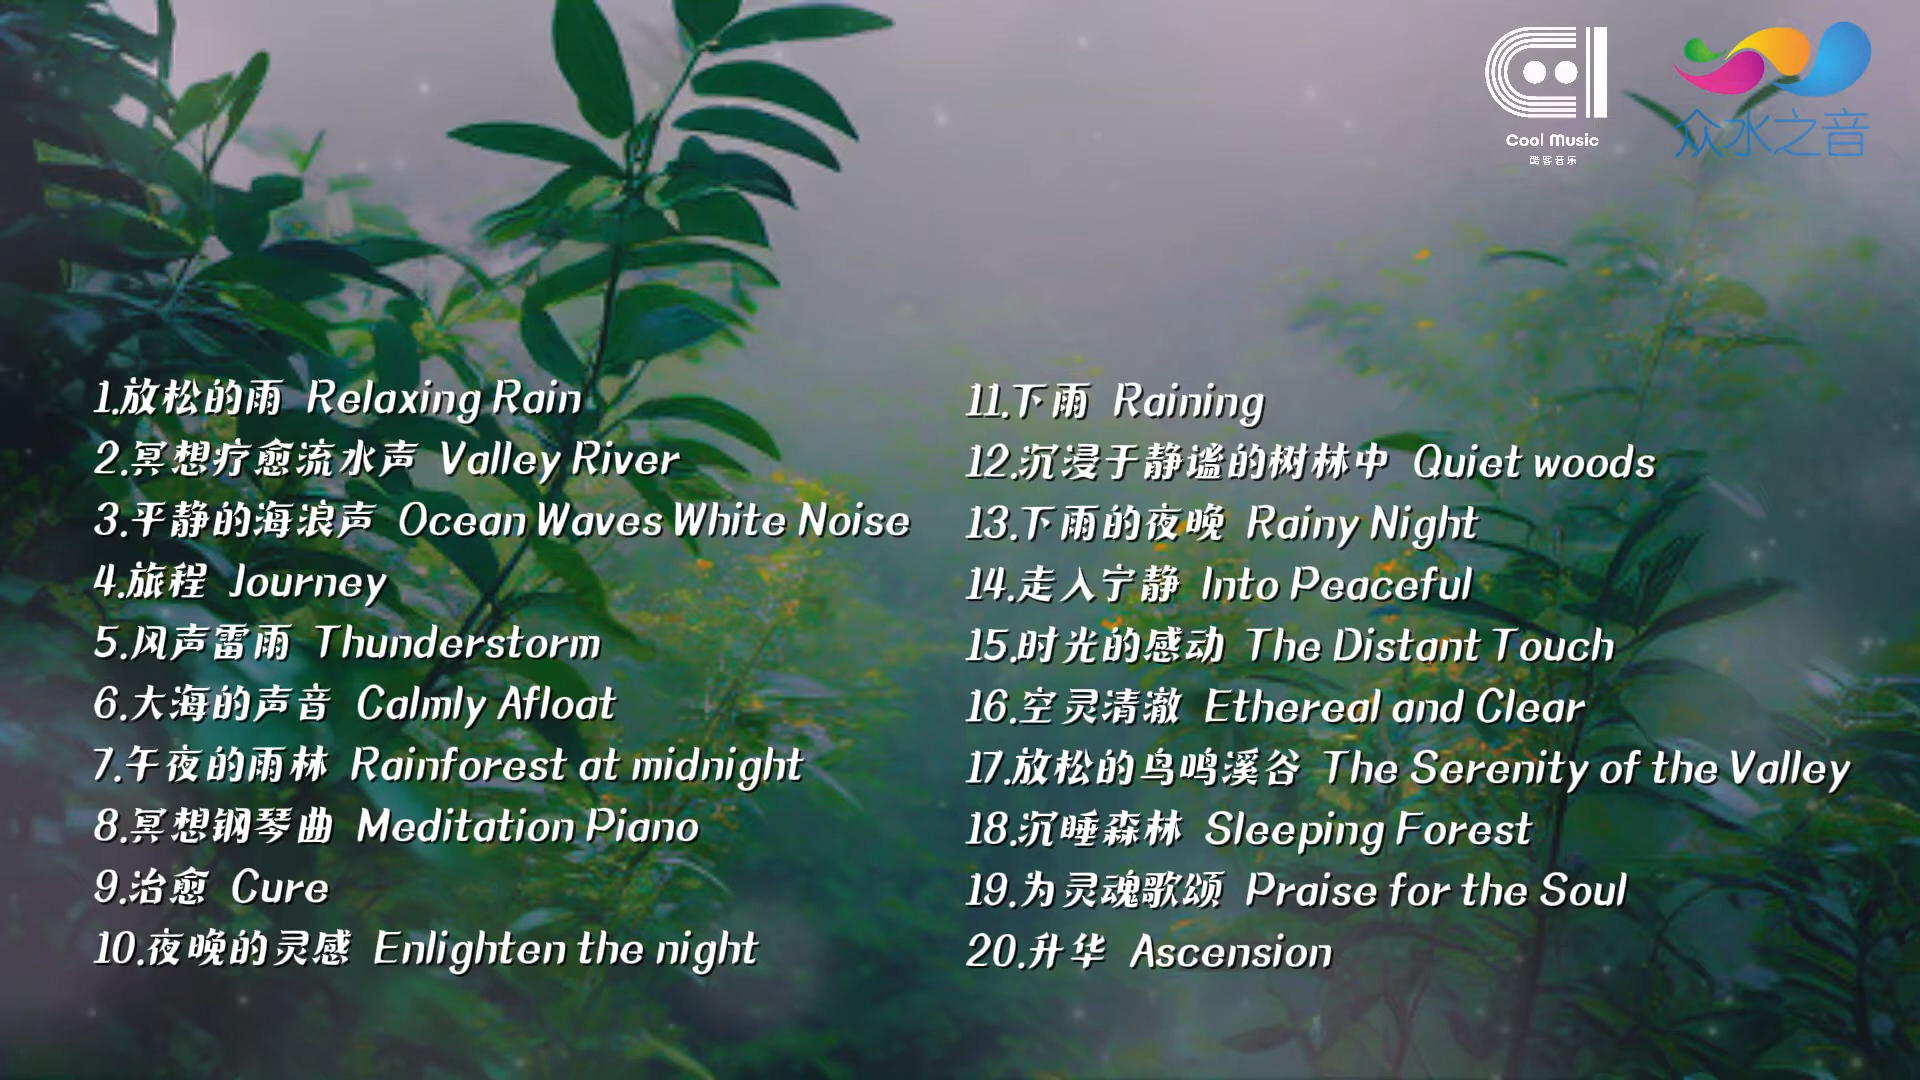 Cool Music
酷客音乐
众水之音
1.放松的雨 Relaxing Rain
2.冥想疗愈流水声 Valley River
3.平静的海浪声 Ocean Waves White Noise
4.旅程 Journey
5.风声雷雨 Thunderstorm
6.大海的声音 Calmly Afloat
7.午夜的雨林 Rainforest at midnight
8.冥想钢琴曲 Meditation Piano
9.治愈 Cure
10.夜晚的灵感 Enlighten the night
11.下雨 Raining
12.沉浸于静谧的树林中 Quiet woods
13.下雨的夜晚 Rainy Night
14.走入宁静 Into Peaceful
15.时光的感动 The Distant Touch
16.空灵清澈 Ethereal and Clear
17.放松的鸟鸣溪谷 The Serenity of the Valley
18.沉睡森林 Sleeping Forest
19.为灵魂歌颂 Praise for the Soul
20.升华 Ascension